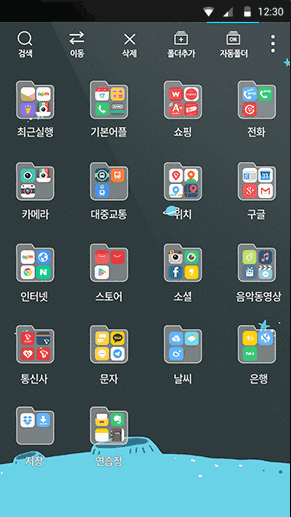 12:30
검색 이동 삭제 폴더추가 자동폴더
최근실행 기본어플 쇼핑 전화
카메라 대중교통 위치 구글
인터넷 스토어 소셜 음악동영상
통신사 문자 날씨 은행
저장 연습장